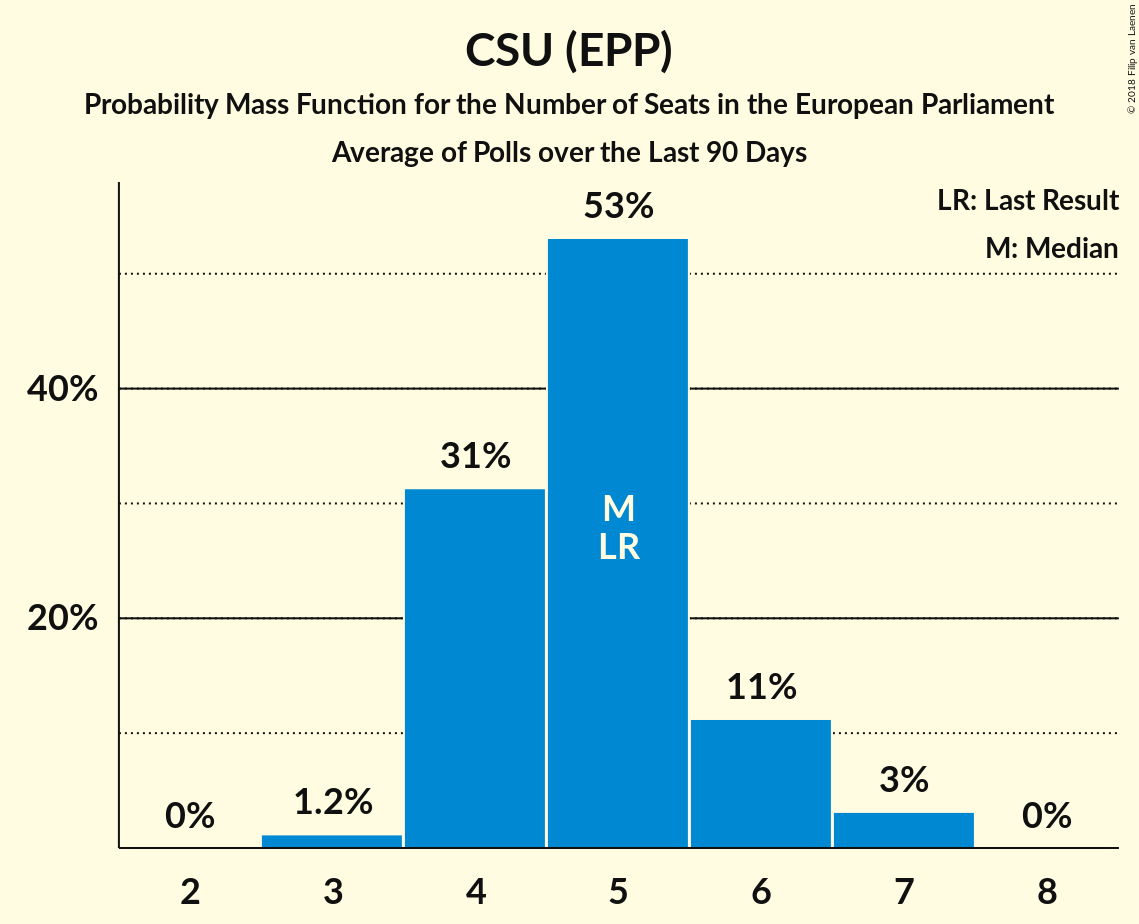 CSU (EPP)
Probability Mass Function for the Number of Seats in the European Parliament
Average of Polls over the Last 90 Days
© 2018 Filip van Laenen
LR: Last Result
M: Median
53%
40%
31%
M
LR
20%
11%
3%
1.2%
0%
0%
2 3 4 5 6 7 8